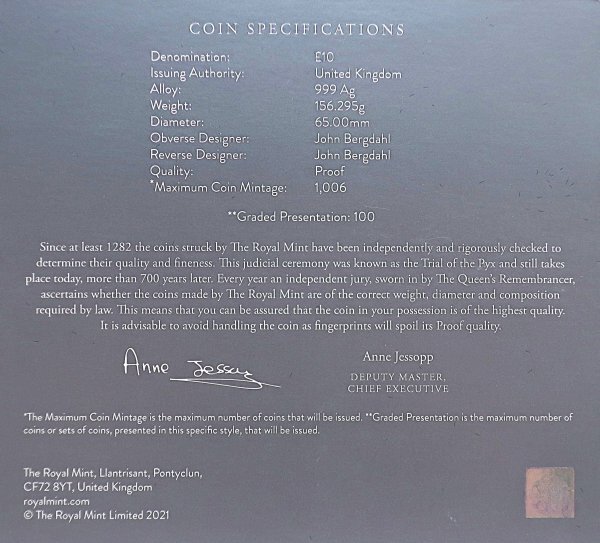 COIN SPECIFICATIONS
Denomination: £10
Issuing Authority: United Kingdom
Alloy: 999 Ag
Weight: 156.295g
Diameter: 65.00mm
Obverse Designer: John Bergdahl
Reverse Designer: John Bergdahl
Quality: Proof
*Maximum Coin Mintage: 1,006
**Graded Presentation: 100
Since at least 1282 the coins struck by The Royal Mint have been independently and rigorously checked to
determine their quality and fineness. This judicial ceremony was known as the Trial of the Pyx and still takes
place today, more than 700 years later. Every year an independent jury, sworn in by The Queen's Remembrancer,
ascertains whether the coins made by The Royal Mint are of the correct weight, diameter and composition
required by law. This means that you can be assured that the coin in your possession is of the highest quality.
It is advisable to avoid handling the coin as fingerprints will spoil its Proof quality.
Anne Jessopp
Anne Jessopp
DEPUTY MASTER,
CHIEF EXECUTIVE
*The Maximum Coin Mintage is the maximum number of coins that will be issued. **Graded Presentation is the maximum number of
coins or sets of coins, presented in this specific style, that will be issued.
The Royal Mint, Llantrisant, Pontyclun,
CF72 8YT, United Kingdom
royalmint.com
© The Royal Mint Limited 2021